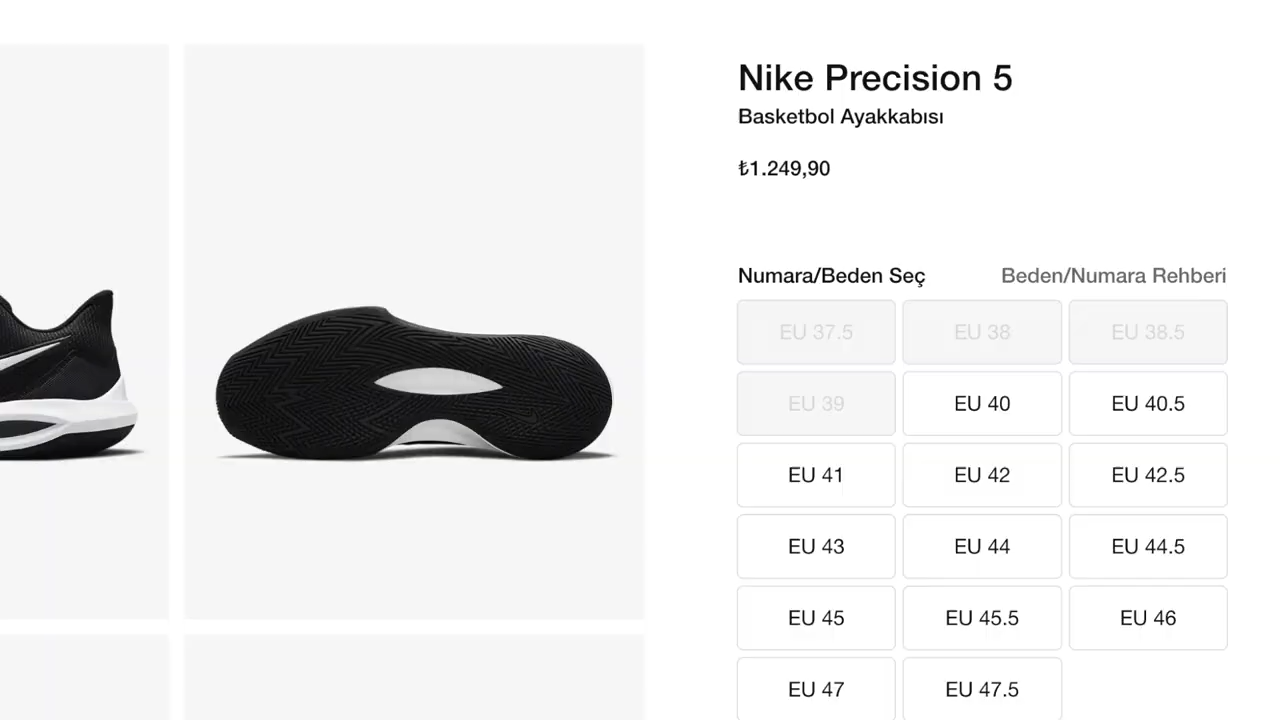 Nike Precision 5
Basketbol Ayakkabısı
₺1.249,90
Numara/Beden Seç Beden/Numara Rehberi
EU 37.5 EU 38 EU 38.5
EU 39 EU 40 EU 40.5
EU 41 EU 42 EU 42.5
EU 43 EU 44 EU 44.5
EU 45 EU 45.5 EU 46
EU 47 EU 47.5